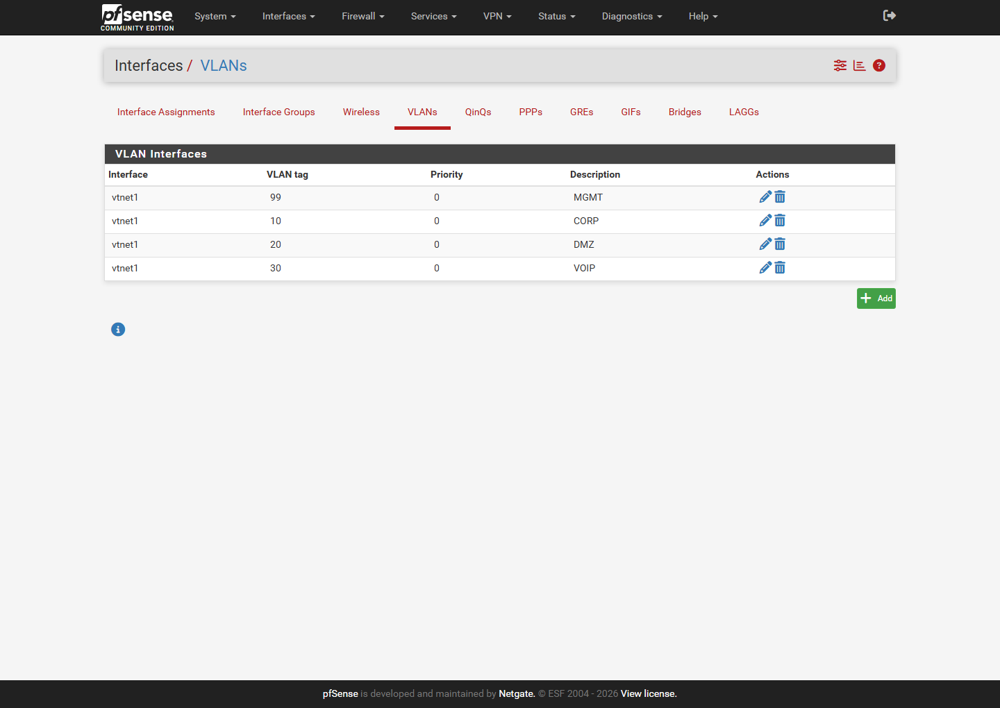 pfsense System Interfaces Firewall Services VPN Status Diagnostics Help
COMMUNITY EDITION
Interfaces / VLANs
Interface Assignments Interface Groups Wireless VLANs QinQs PPPs GREs GIFs Bridges LAGGs
VLAN Interfaces
Interface VLAN tag Priority Description Actions
vtnet1 99 0 MGMT
vtnet1 10 0 CORP
vtnet1 20 0 DMZ
vtnet1 30 0 VOIP
Add
pfSense is developed and maintained by Netgate. © ESF 2004 - 2026 View license.